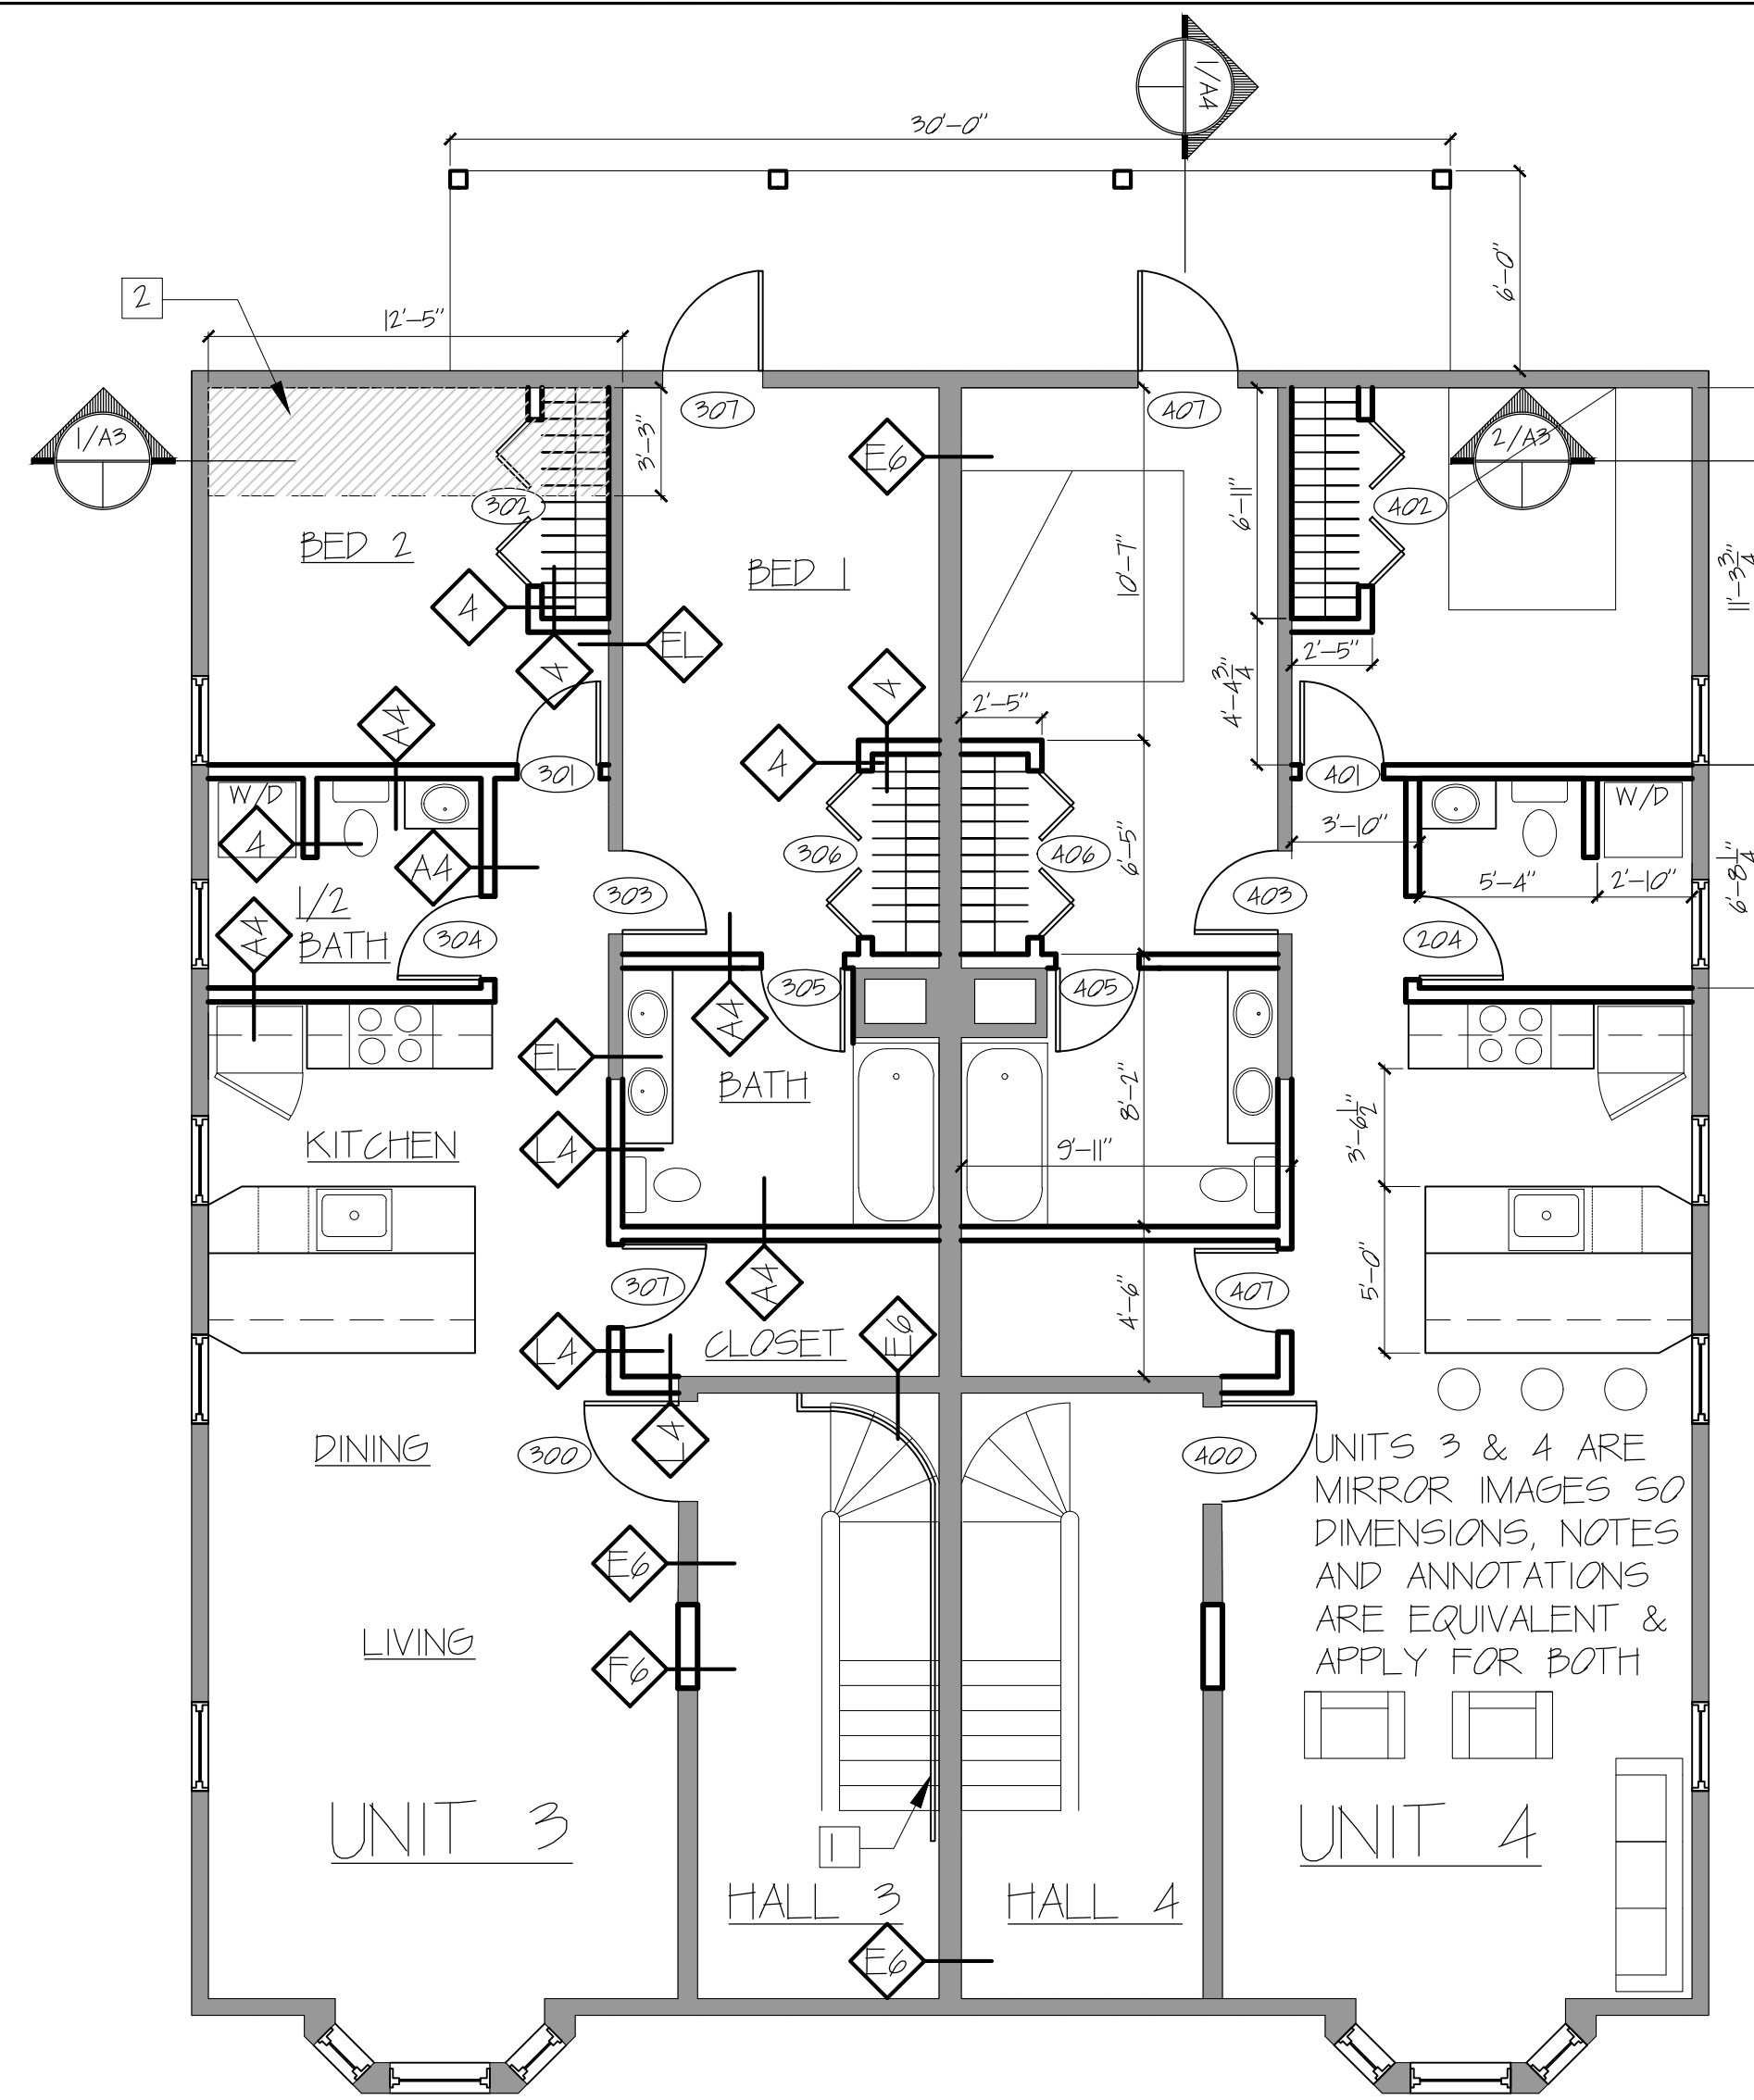 1/A4
30'-0"
6'-0"
2
12'-5"
1/A3
307
407
3'-3"
E6
2/A3
302
402
6'-11"
BED 2
BED 1
10'-7"
11'-3 3/4"
4
EL
4
4
2'-5"
4'-4 3/4"
2'-5"
A4
4
301
401
W/D
W/D
3'-10"
4
306
406
6'-5"
A4
5'-4"
2'-10"
6'-8 1/4"
303
403
1/2
BATH
A4
304
204
305
405
A4
EL
BATH
8'-2"
3'-6 1/2"
KITCHEN
L4
9'-11"
5'-0"
307
407
A4
4'-6"
L4
CLOSET
E6
DINING
300
L4
400
UNITS 3 & 4 ARE
MIRROR IMAGES SO
DIMENSIONS, NOTES
AND ANNOTATIONS
ARE EQUIVALENT &
APPLY FOR BOTH
E6
LIVING
F6
UNIT 3
1
UNIT 4
HALL 3
HALL 4
E6